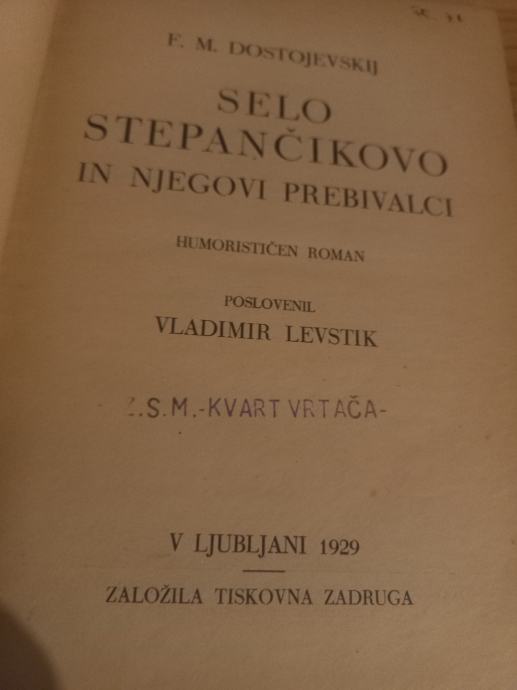 F. M. DOSTOJEVSKIJ
SELO
STEPANČIKOVO
IN NJEGOVI PREBIVALCI
HUMORISTIČEN ROMAN
POSLOVENIL
VLADIMIR LEVSTIK
.S.M.-KVART VRTAČA-
V LJUBLJANI 1929
ZALOŽILA TISKOVNA ZADRUGA